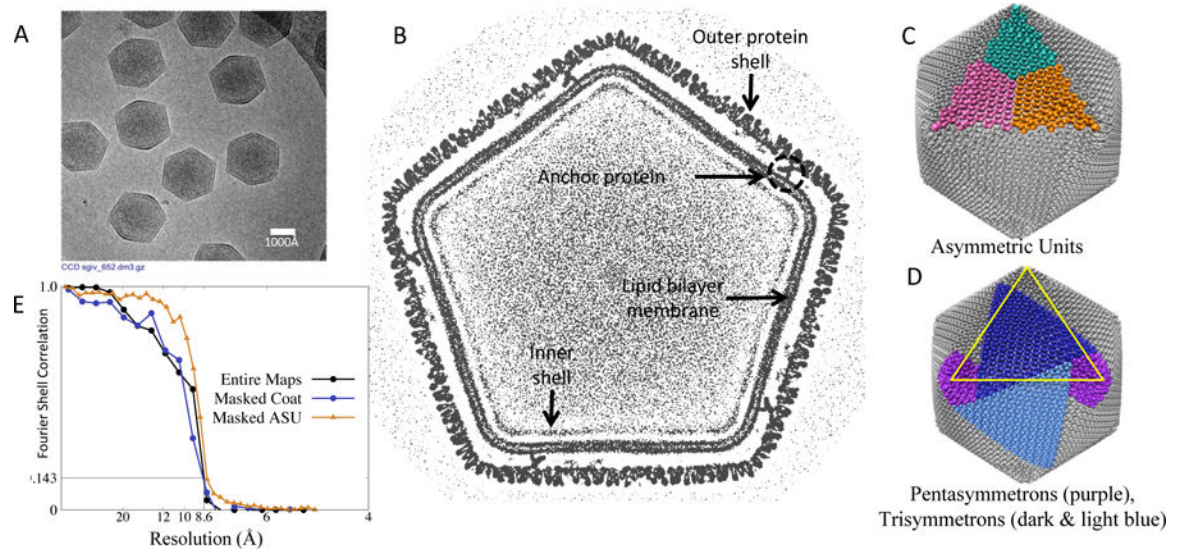 A
1000Å
CCD sgiv_652.dm3.gz
B
Outer protein
shell
Anchor protein
Lipid bilayer
membrane
Inner
shell
C
Asymmetric Units
D
Pentasymmetrons (purple),
Trisymmetrons (dark & light blue)
E
Fourier Shell Correlation
1.0
.143
0
Entire Maps
Masked Coat
Masked ASU
20 12 10 8.6 6 4
Resolution (Å)